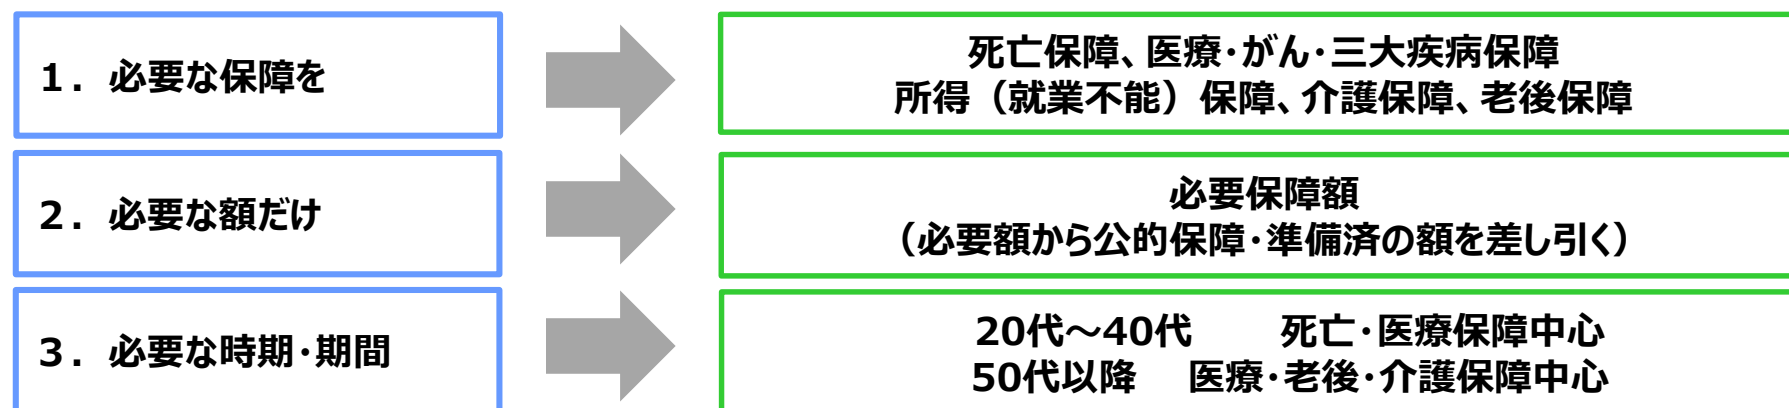 １．必要な保障を
死亡保障、医療・がん・三大疾病保障
所得（就業不能）保障、介護保障、老後保障
２．必要な額だけ
必要保障額
（必要額から公的保障・準備済の額を差し引く）
３．必要な時期・期間
20代～40代　　死亡・医療保障中心
50代以降　医療・老後・介護保障中心